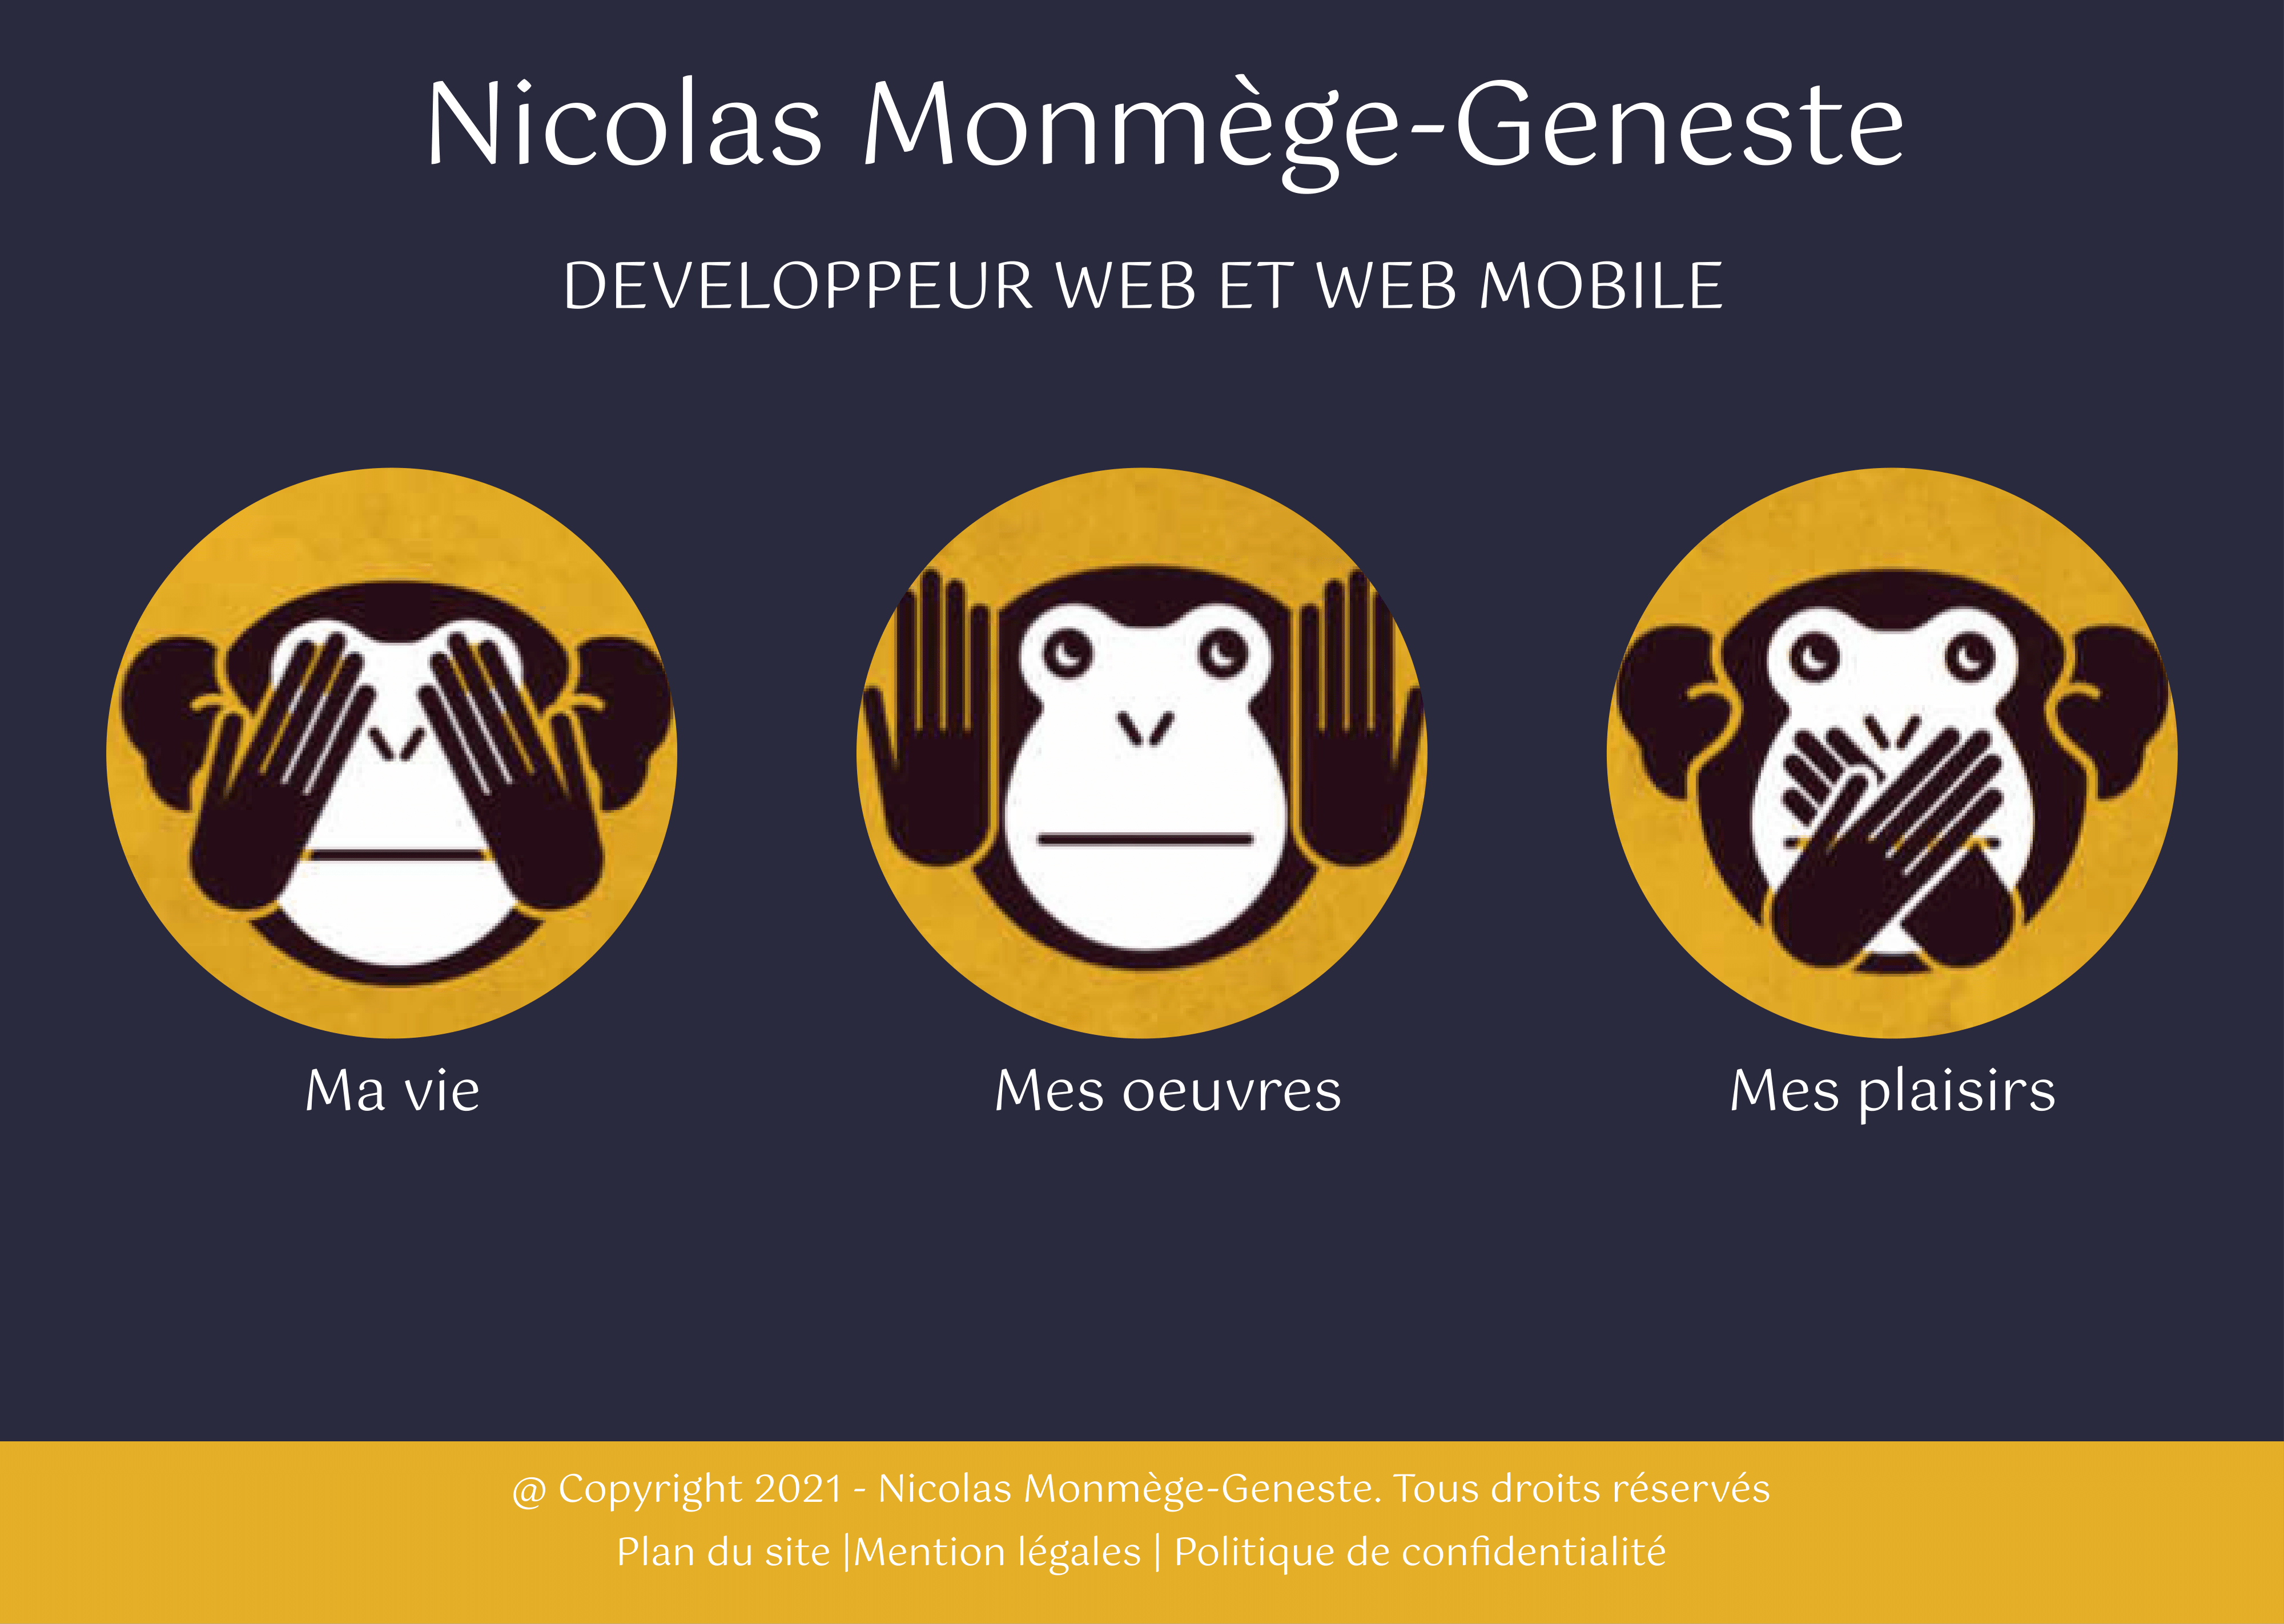 Nicolas Monmège-Geneste
DEVELOPPEUR WEB ET WEB MOBILE
Ma vie
Mes oeuvres
Mes plaisirs
@ Copyright 2021 - Nicolas Monmège-Geneste. Tous droits réservés
Plan du site |Mention légales | Politique de confidentialité